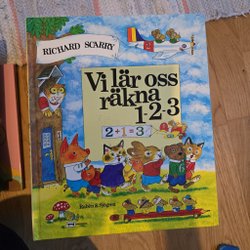 RICHARD SCARRY
Vi lär oss
räkna
1-2-3
2+1=3
Rabén & Sjögren